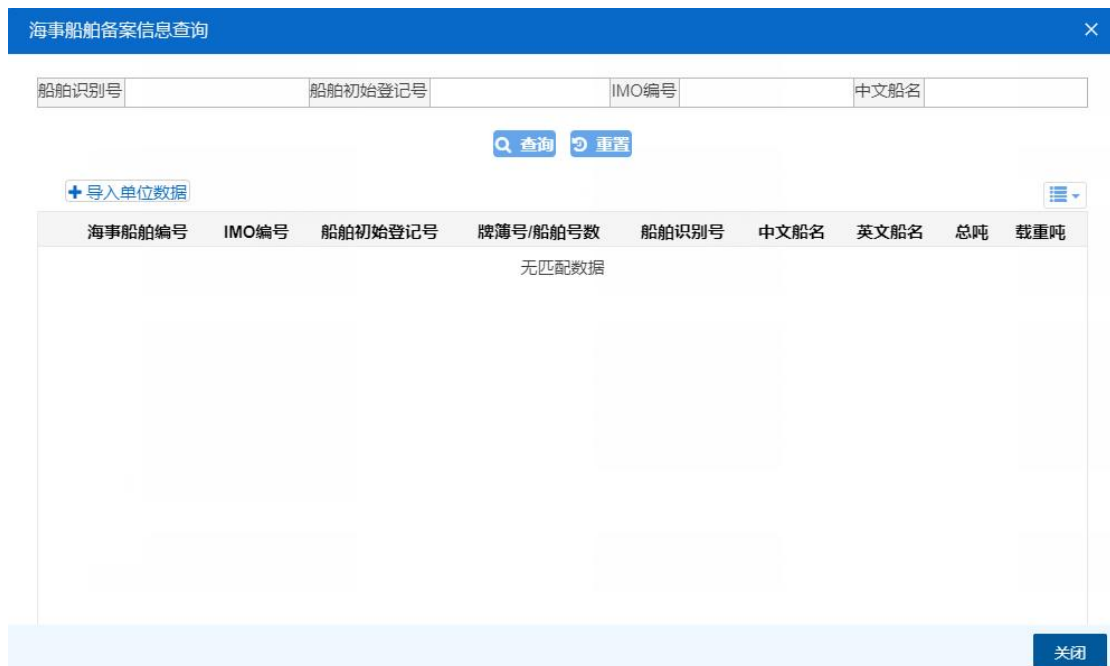 海事船舶备案信息查询
船舶识别号 船舶初始登记号 IMO编号 中文船名
查询 重置
导入单位数据
海事船舶编号 IMO编号 船舶初始登记号 牌薄号/船舶号数 船舶识别号 中文船名 英文船名 总吨 载重吨
无匹配数据
关闭